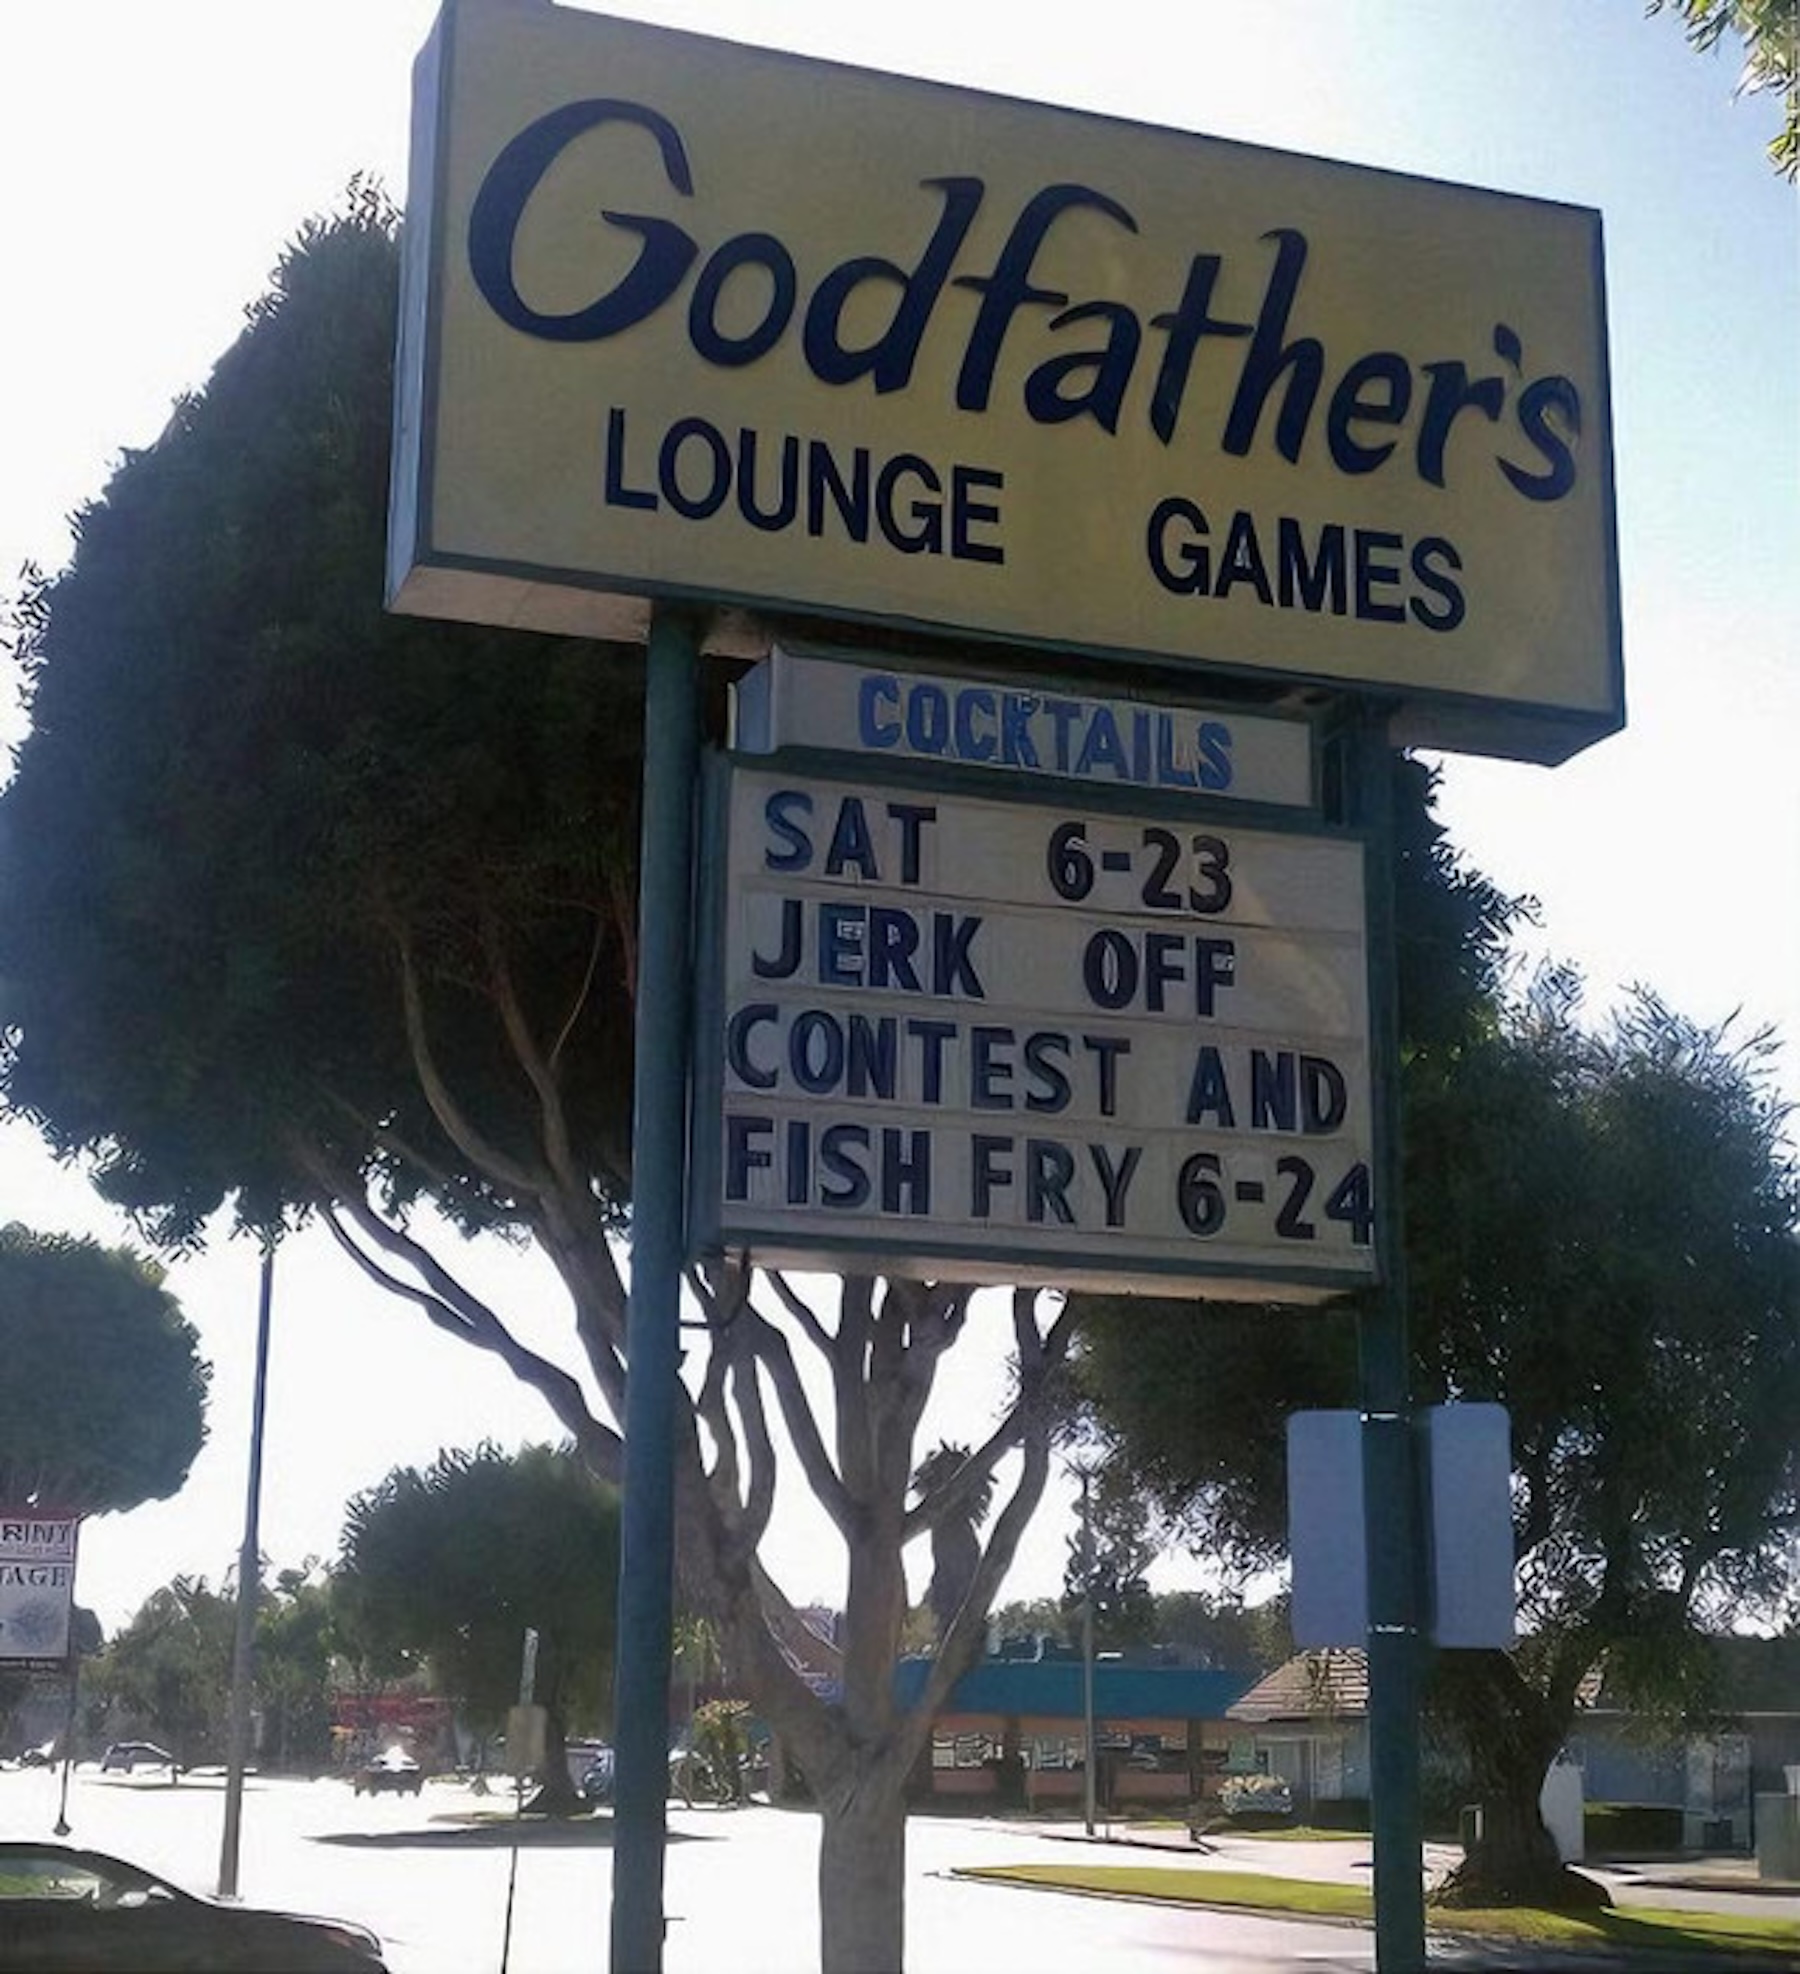 Godfather's
LOUNGE GAMES
COCKTAILS
SAT 6-23
JERK OFF
CONTEST AND
FISH FRY 6-24